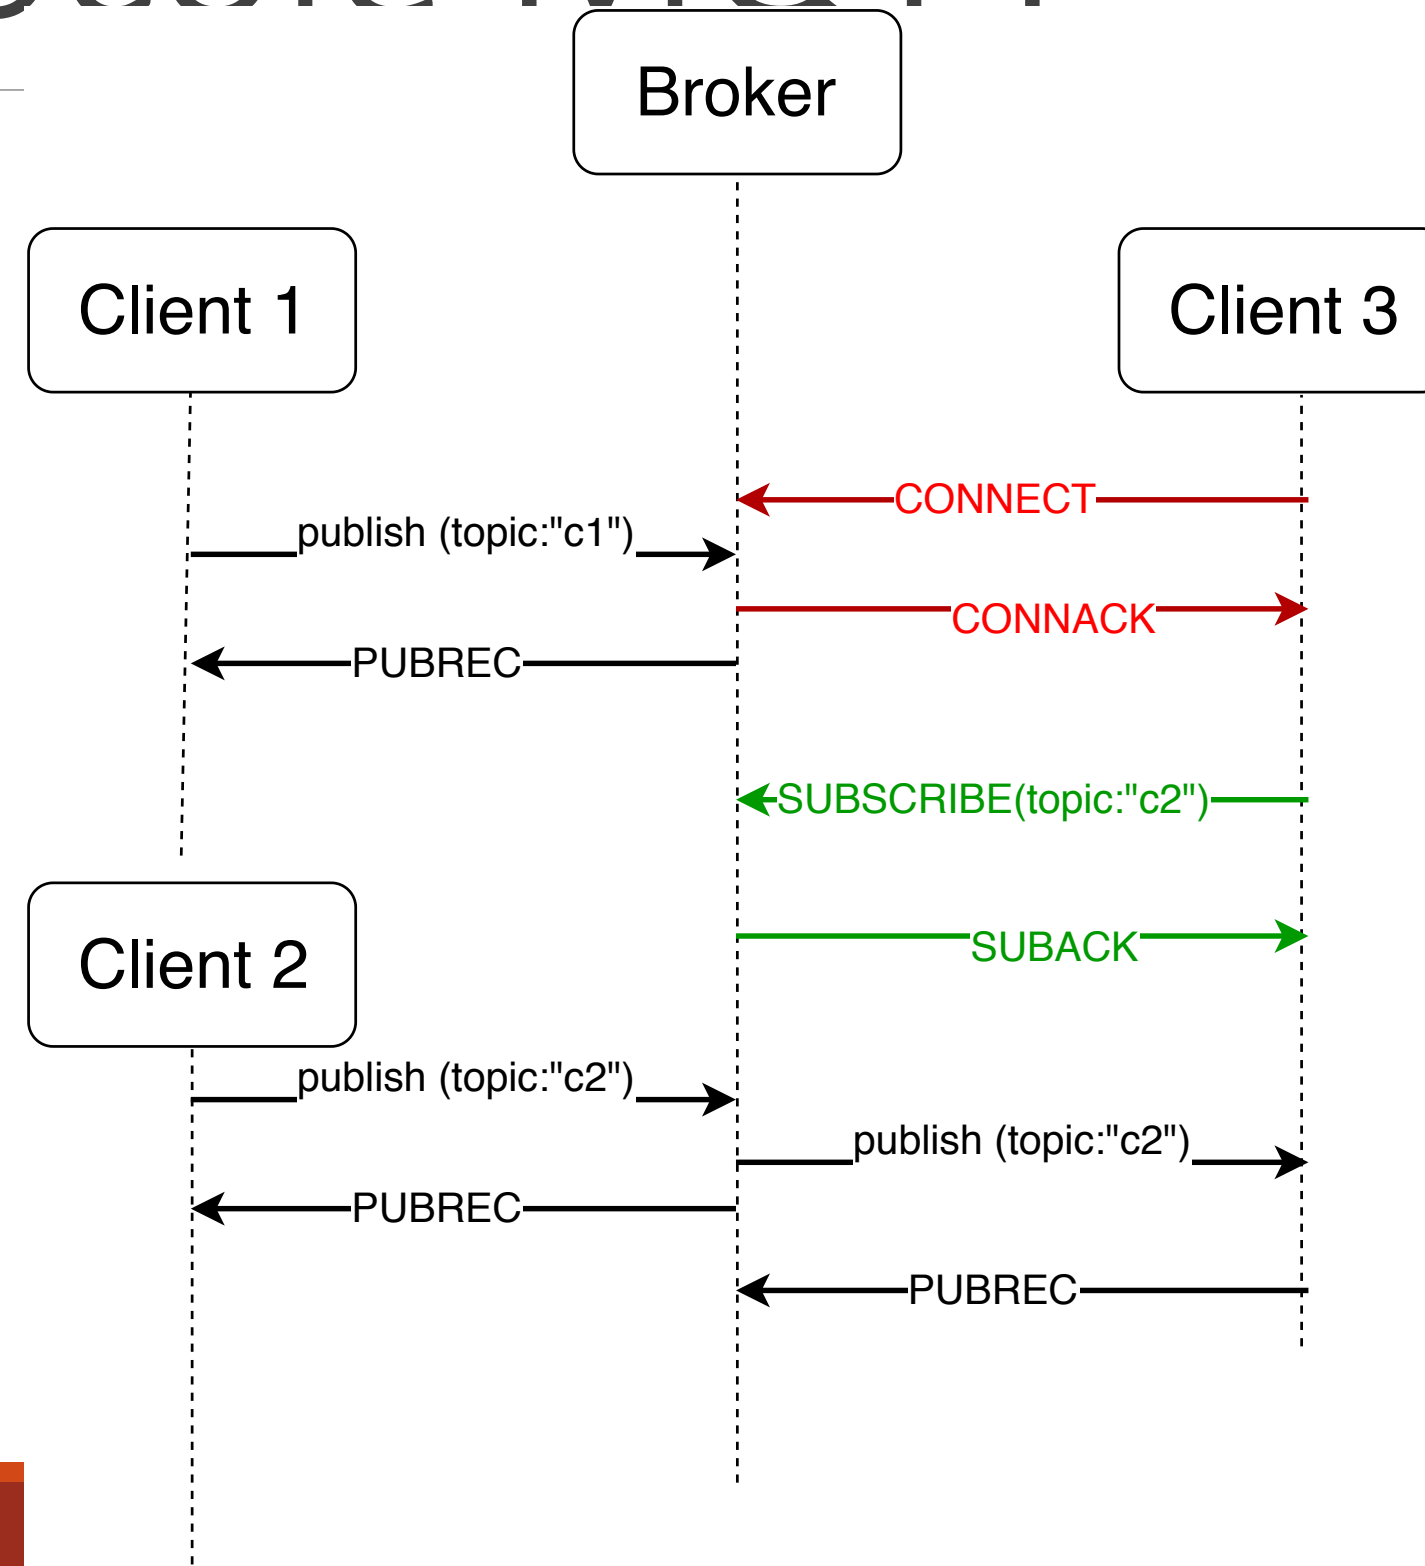 Broker
Client 1
Client 3
CONNECT
publish (topic:"c1")
CONNACK
PUBREC
SUBSCRIBE(topic:"c2")
Client 2
SUBACK
publish (topic:"c2")
publish (topic:"c2")
PUBREC
PUBREC